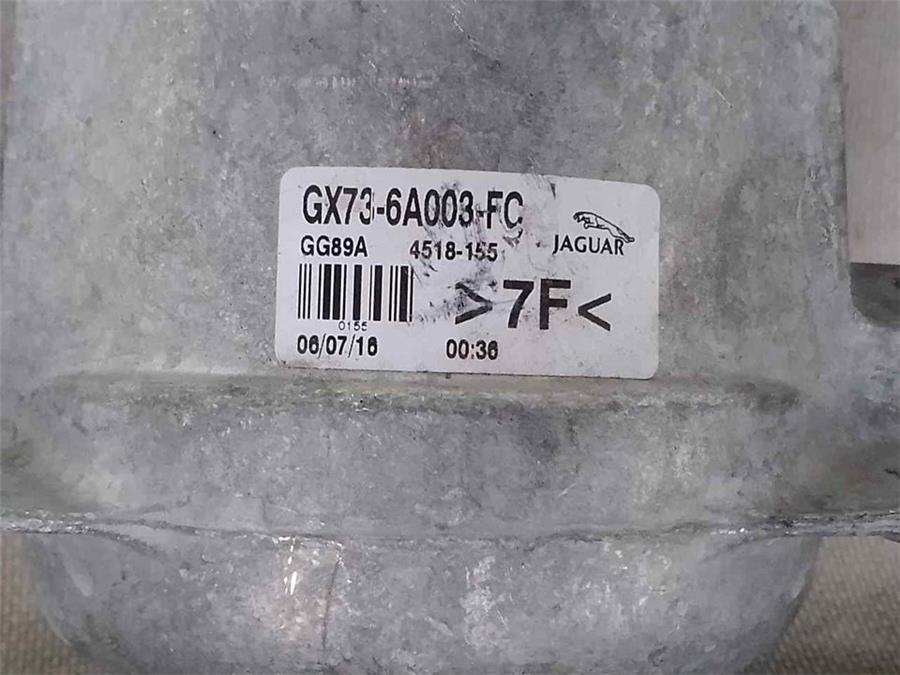 GX73-6A003-FC
JAGUAR
GG89A 4518-155
>7F<
0155
06/07/16 00:36